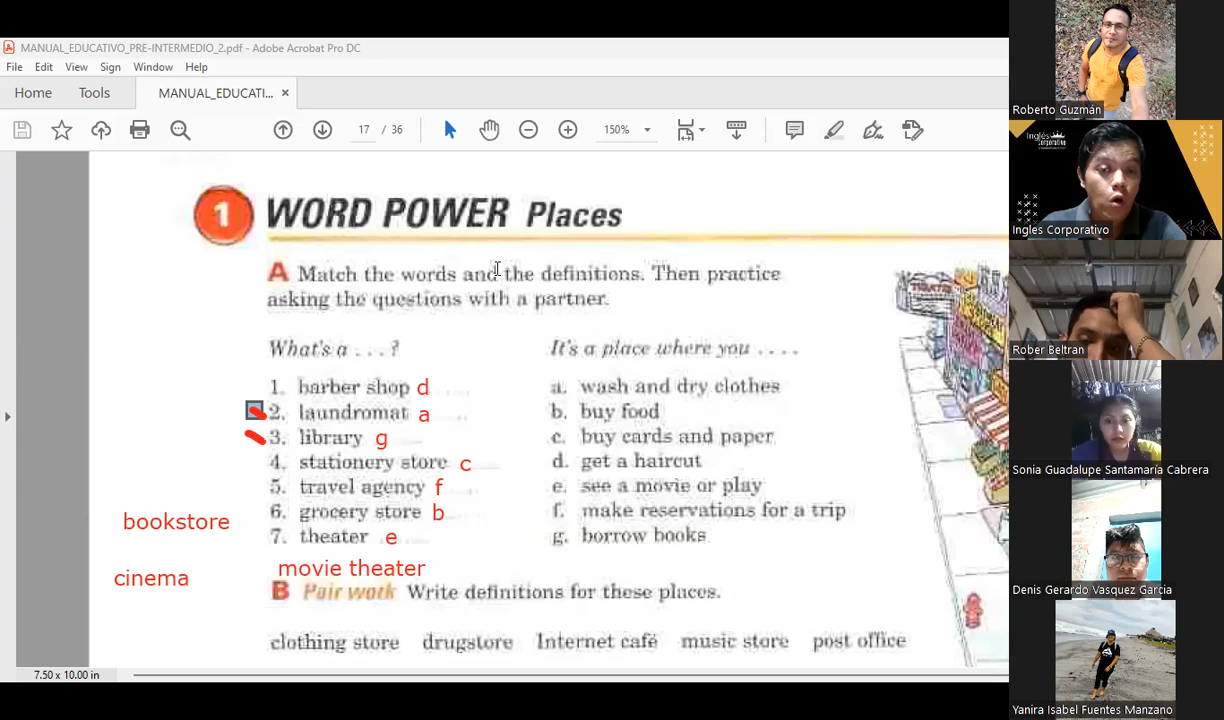 MANUAL_EDUCATIVO_PRE-INTERMEDIO_2.pdf - Adobe Acrobat Pro DC
File Edit View Sign Window Help
Home Tools MANUAL_EDUCATI... ×
17 / 36 150%
1 WORD POWER Places
A Match the words and the definitions. Then practice
asking the questions with a partner.
What's a . . . ? It's a place where you . . . .
1. barber shop d a. wash and dry clothes
2. laundromat a b. buy food
3. library g c. buy cards and paper
4. stationery store c d. get a haircut
5. travel agency f e. see a movie or play
6. grocery store b f. make reservations for a trip
bookstore
7. theater e g. borrow books
movie theater
cinema
B Pair work Write definitions for these places.
clothing store drugstore Internet café music store post office
7.50 x 10.00 in
THEATER
Roberto Guzmán
Inglés
Corporativo
Ingles Corporativo
Rober Beltran
Sonia Guadalupe Santamaría Cabrera
Denis Gerardo Vasquez Garcia
Yanira Isabel Fuentes Manzano